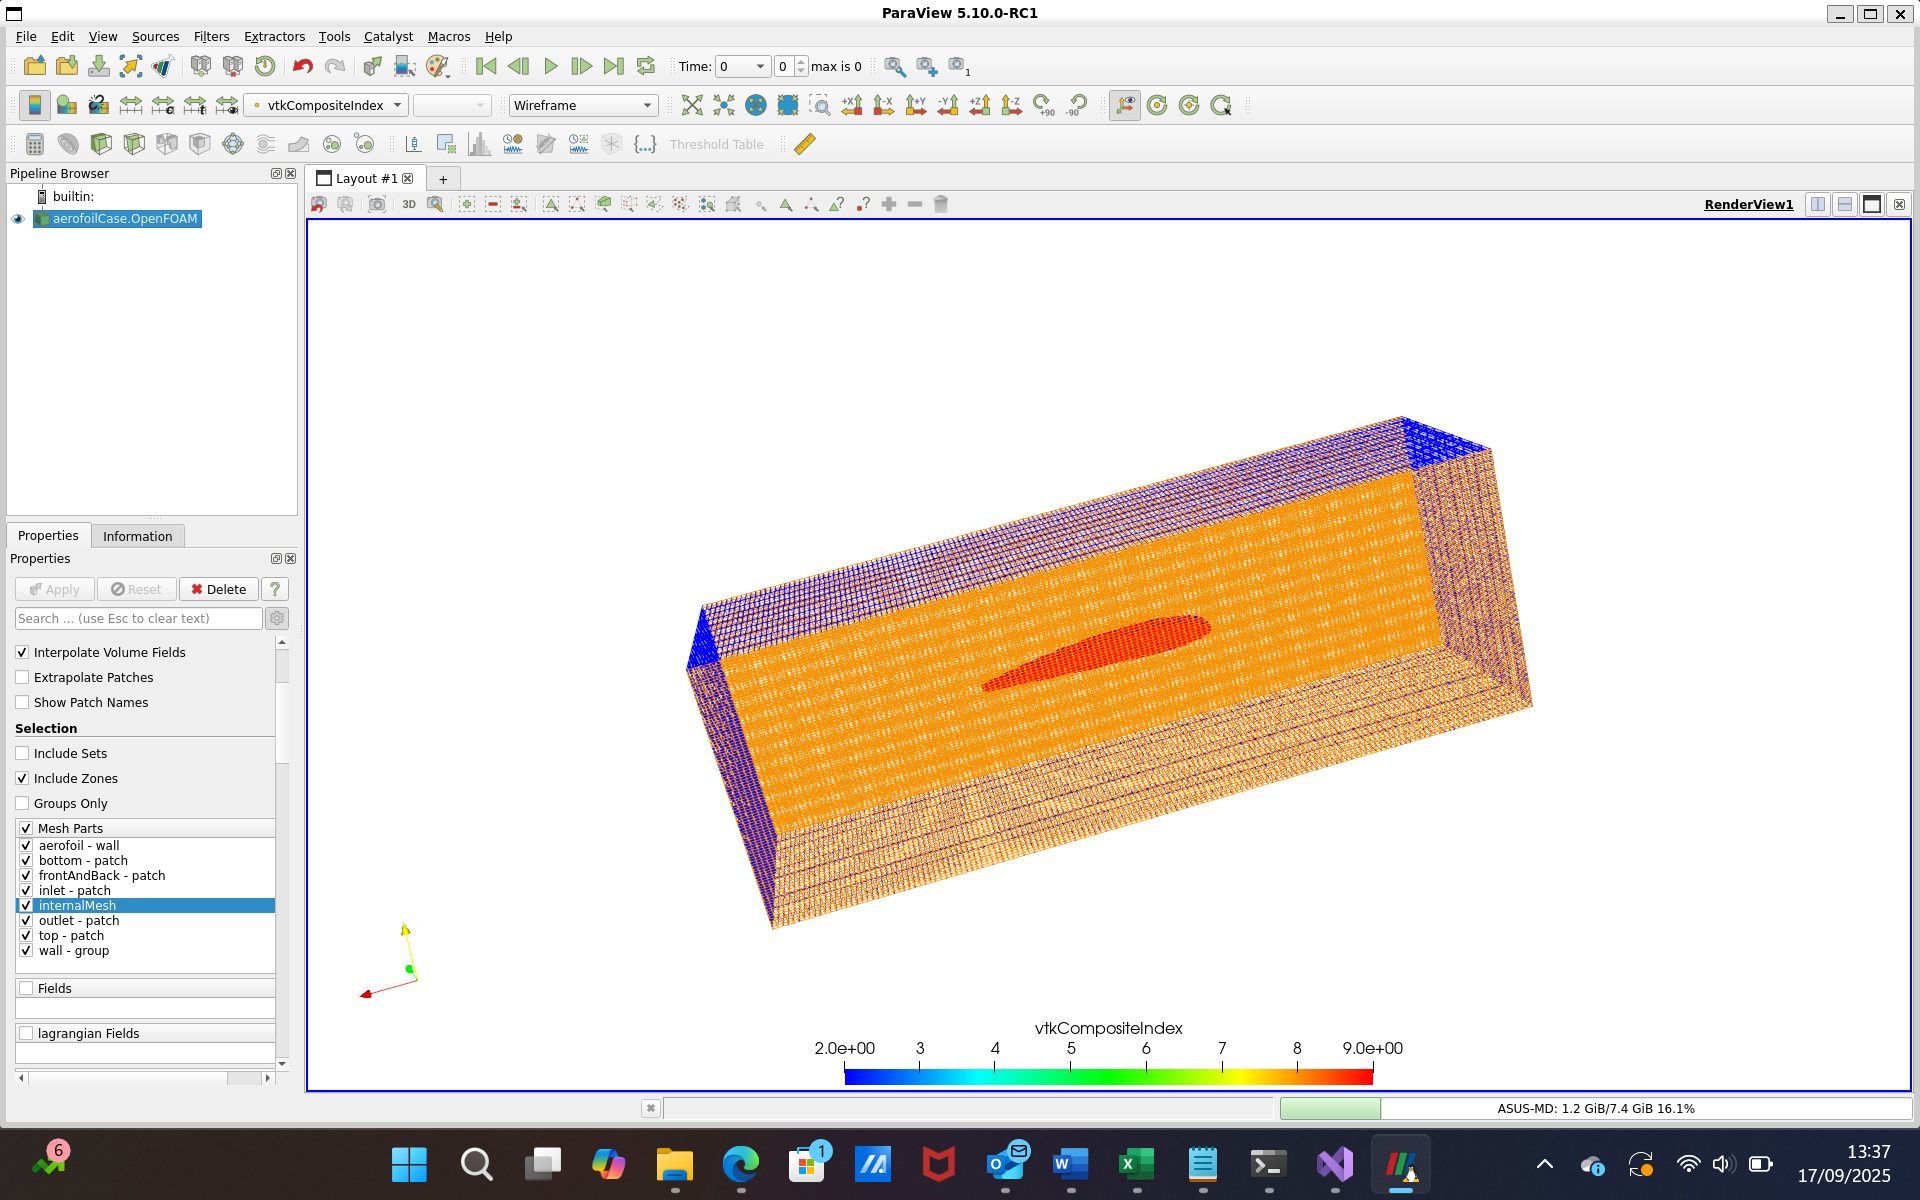 ParaView 5.10.0-RC1
File Edit View Sources Filters Extractors Tools Catalyst Macros Help
Time: 0 0 max is 0 1
vtkCompositeIndex Wireframe +X -X +Y -Y +Z -Z +90 -90
Threshold Table
Pipeline Browser
builtin:
aerofoilCase.OpenFOAM
Layout #1 +
3D
RenderView1
Properties Information
Properties
Apply Reset Delete ?
Search ... (use Esc to clear text)
Interpolate Volume Fields
Extrapolate Patches
Show Patch Names
Selection
Include Sets
Include Zones
Groups Only
Mesh Parts
aerofoil - wall
bottom - patch
frontAndBack - patch
inlet - patch
internalMesh
outlet - patch
top - patch
wall - group
Fields
lagrangian Fields
vtkCompositeIndex
2.0e+00 3 4 5 6 7 8 9.0e+00
ASUS-MD: 1.2 GiB/7.4 GiB 16.1%
6
1
13:37
17/09/2025